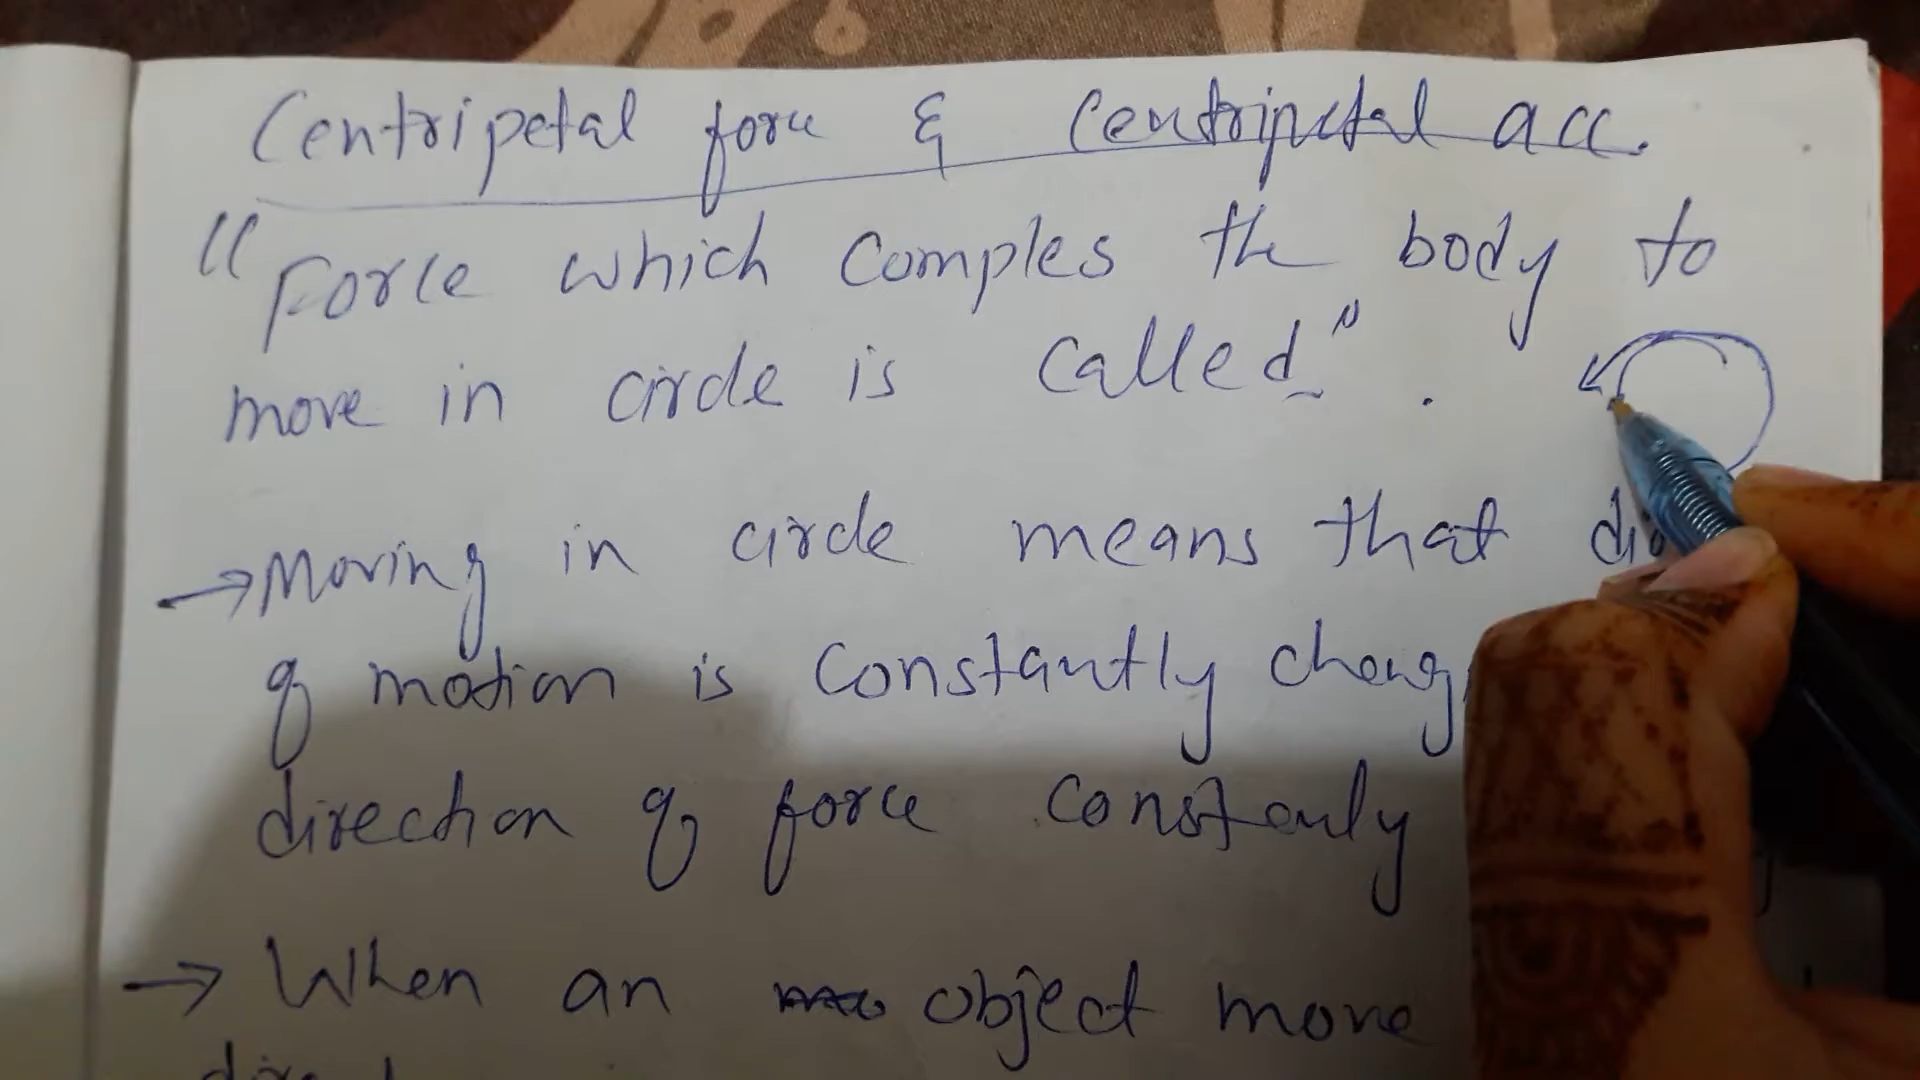 Centripetal force & Centripetal acc.
"Force which Comples the body to
move in circle is Called".
→ Moving in circle means that
of motion is Constantly
direction of force Constanly
→ When an object move